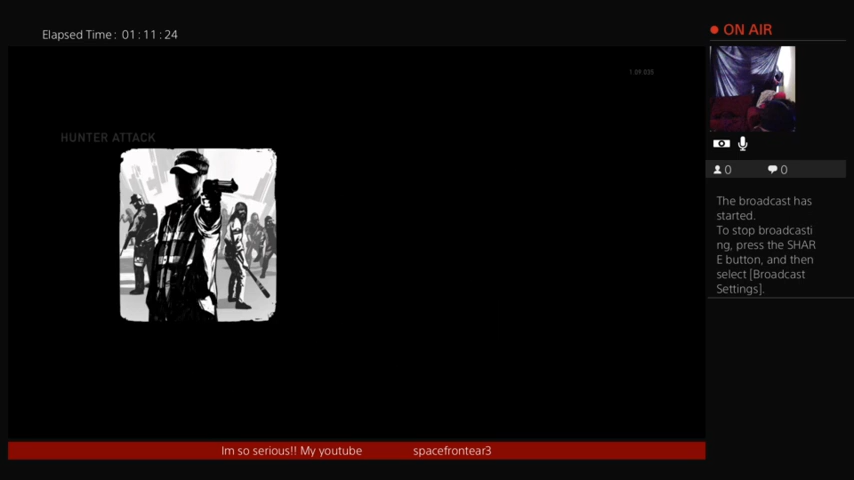 Elapsed Time: 01:11:24
ON AIR
HUNTER ATTACK
0 0
The broadcast has
started.
To stop broadcasti
ng, press the SHAR
E button, and then
select [Broadcast
Settings].
Im so serious!! My youtube spacefrontear3